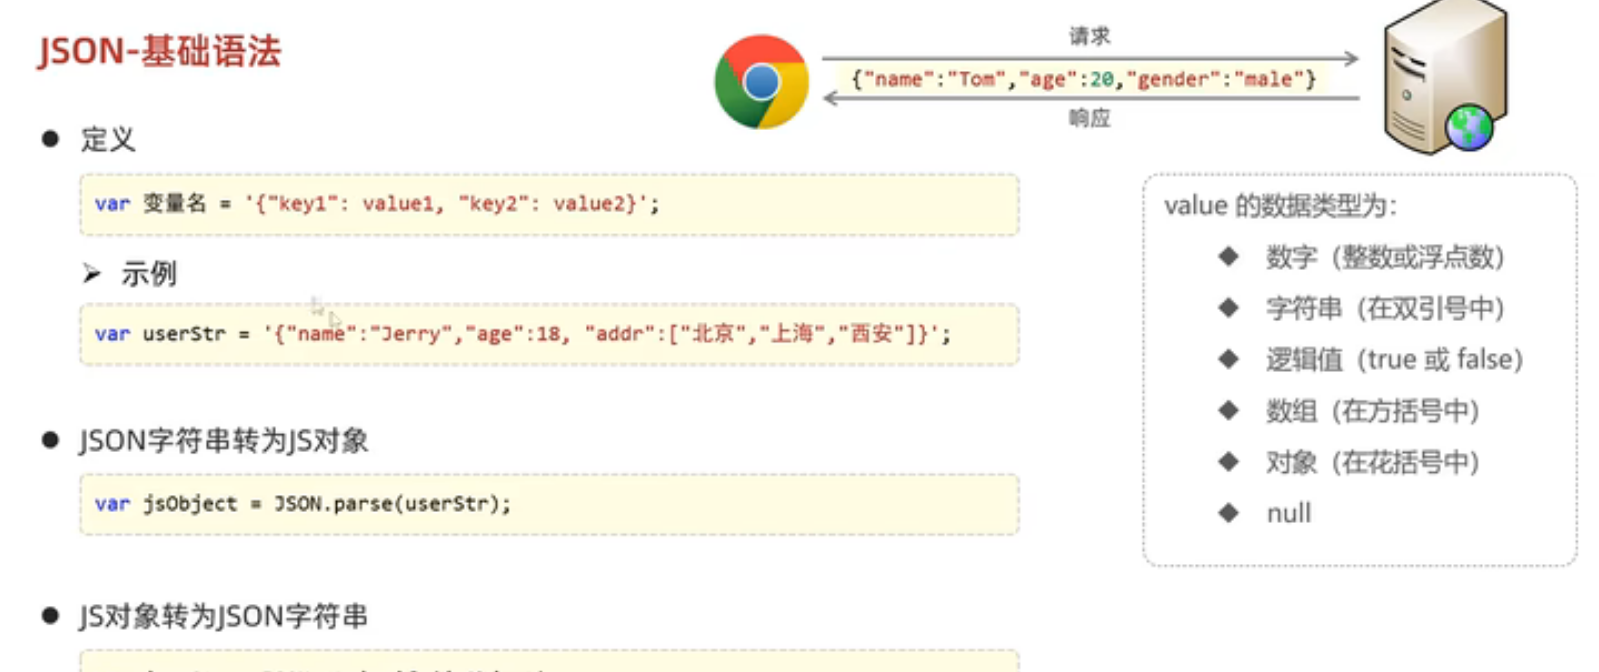 JSON-基础语法
请求
{"name":"Tom","age":20,"gender":"male"}
响应
定义
var 变量名 = '{"key1": value1, "key2": value2}';
示例
var userStr = '{"name":"Jerry","age":18, "addr":["北京","上海","西安"]}';
JSON字符串转为JS对象
var jsObject = JSON.parse(userStr);
JS对象转为JSON字符串
value 的数据类型为：
数字（整数或浮点数）
字符串（在双引号中）
逻辑值（true 或 false）
数组（在方括号中）
对象（在花括号中）
null